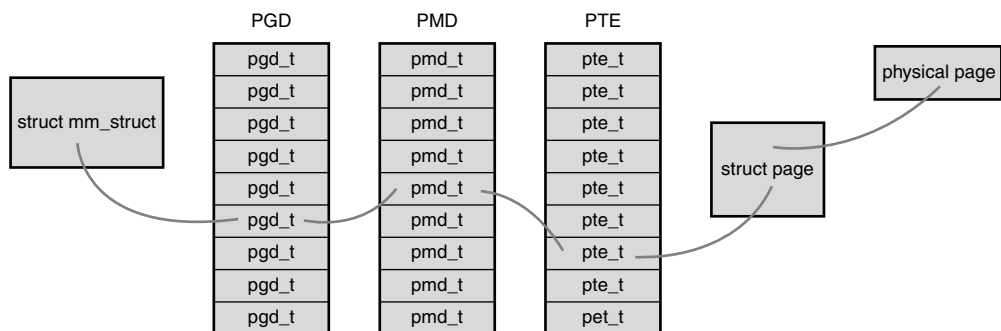 PGD
PMD
PTE
struct mm_struct
pgd_t
pgd_t
pgd_t
pgd_t
pgd_t
pgd_t
pgd_t
pgd_t
pgd_t
pmd_t
pmd_t
pmd_t
pmd_t
pmd_t
pmd_t
pmd_t
pmd_t
pmd_t
pte_t
pte_t
pte_t
pte_t
pte_t
pte_t
pte_t
pte_t
pet_t
struct page
physical page